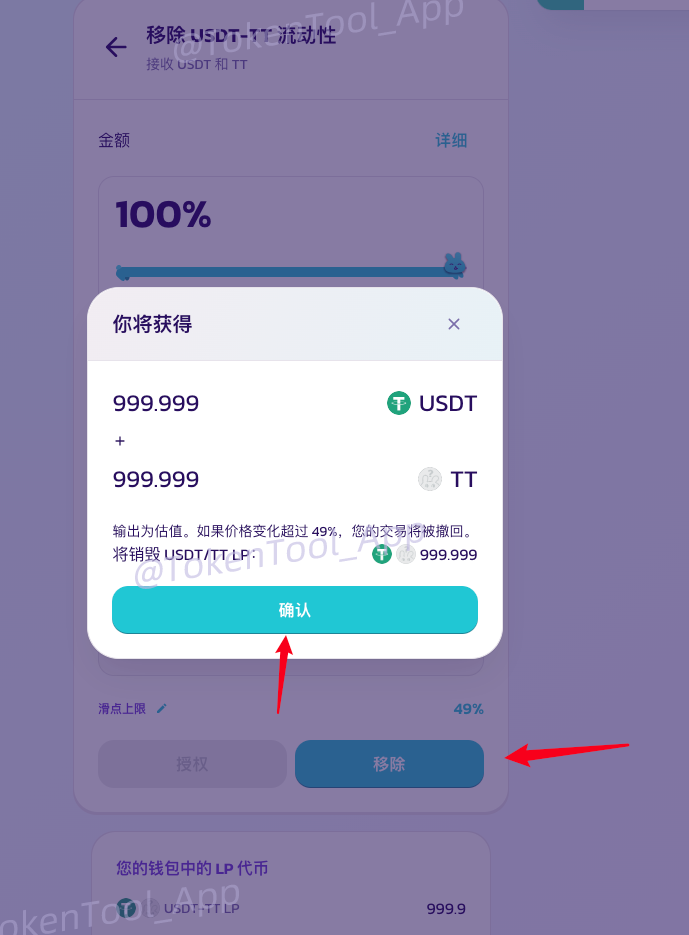 移除 USDT-TT 流动性
@TokenTool_App
接收 USDT 和 TT
金额
详细
100%
你将获得
999.999
USDT
+
999.999
TT
输出为估值。如果价格变化超过 49%，您的交易将被撤回。
将销毁 USDT/TT LP：
999.999
@TokenTool_App
确认
滑点上限
49%
授权
移除
您的钱包中的 LP 代币
USDT-TT LP
999.9
okenTool_App